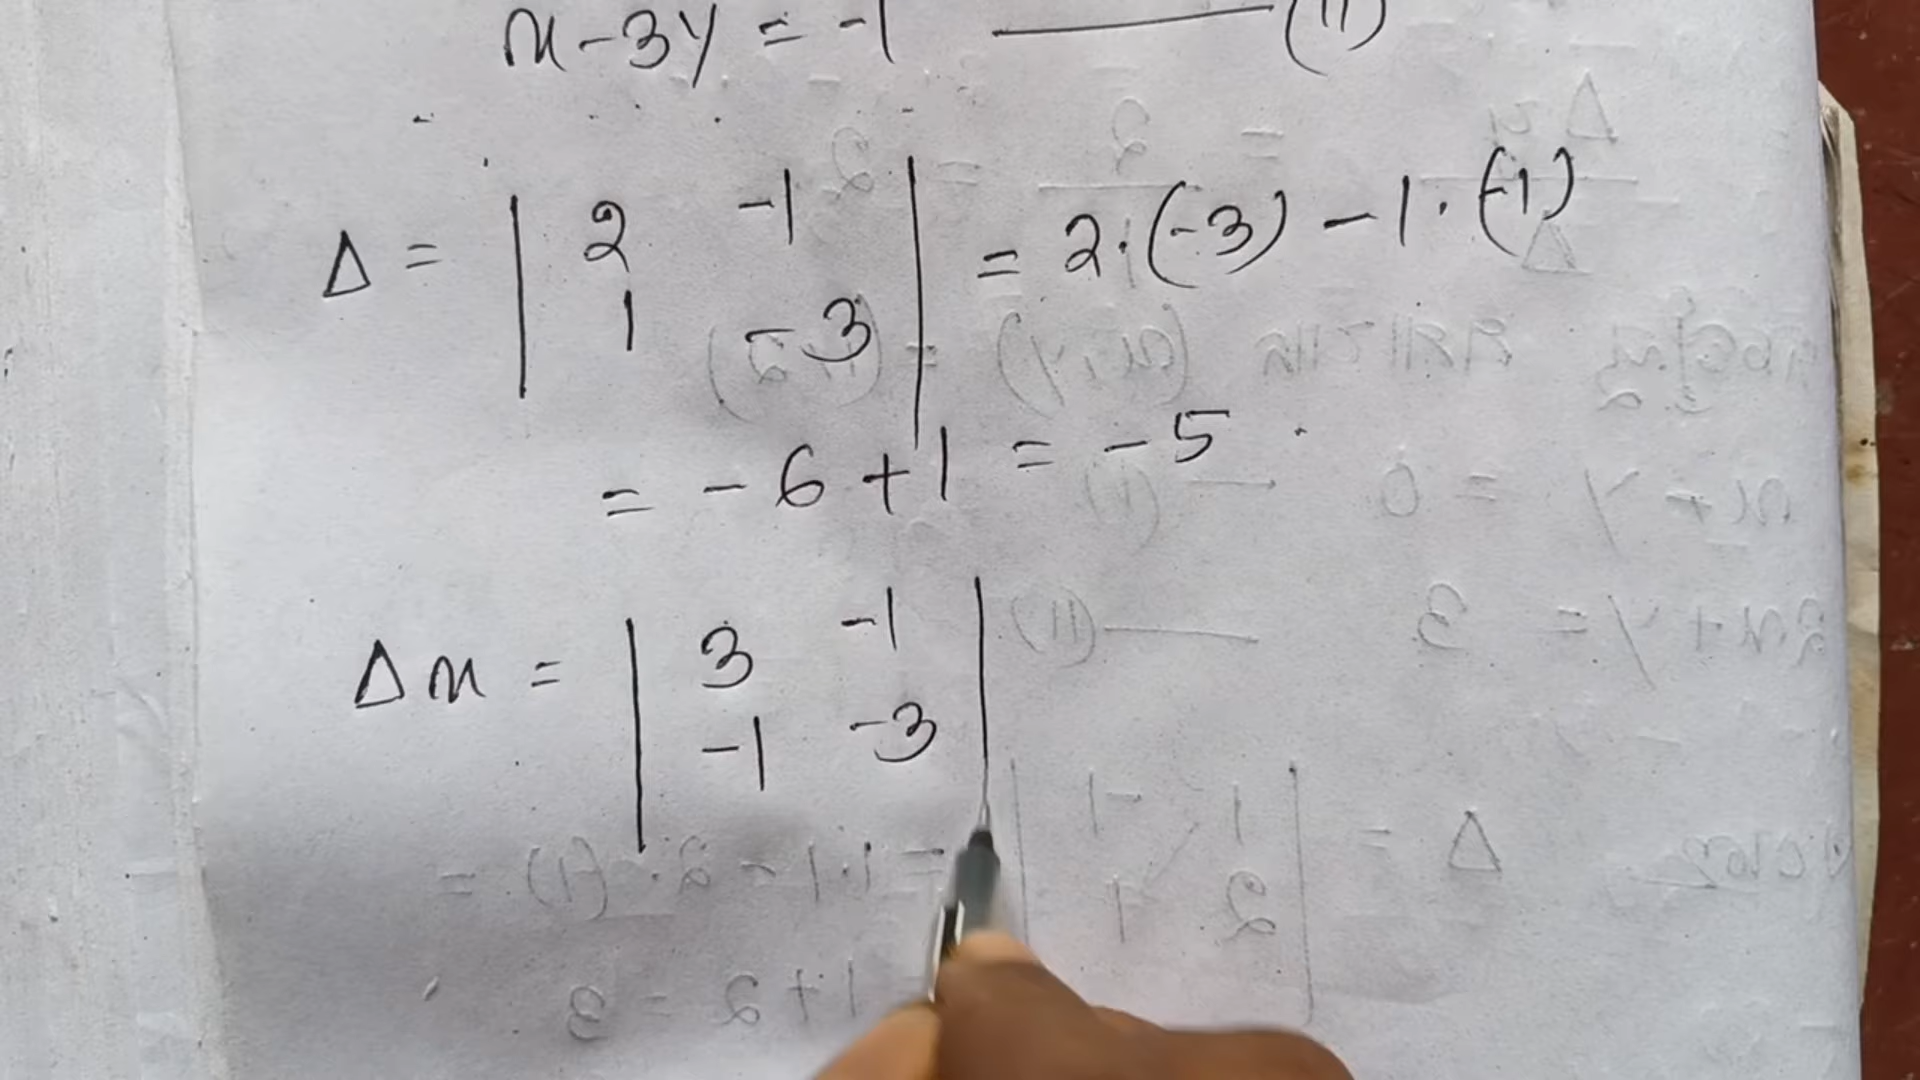 x - 3y = -1 ——— (II)
Δ = | 2 -1 | = 2·(-3) - 1·(-1)
| 1 -3 |
= -6 + 1 = -5
Δx = | 3 -1 |
| -1 -3 |